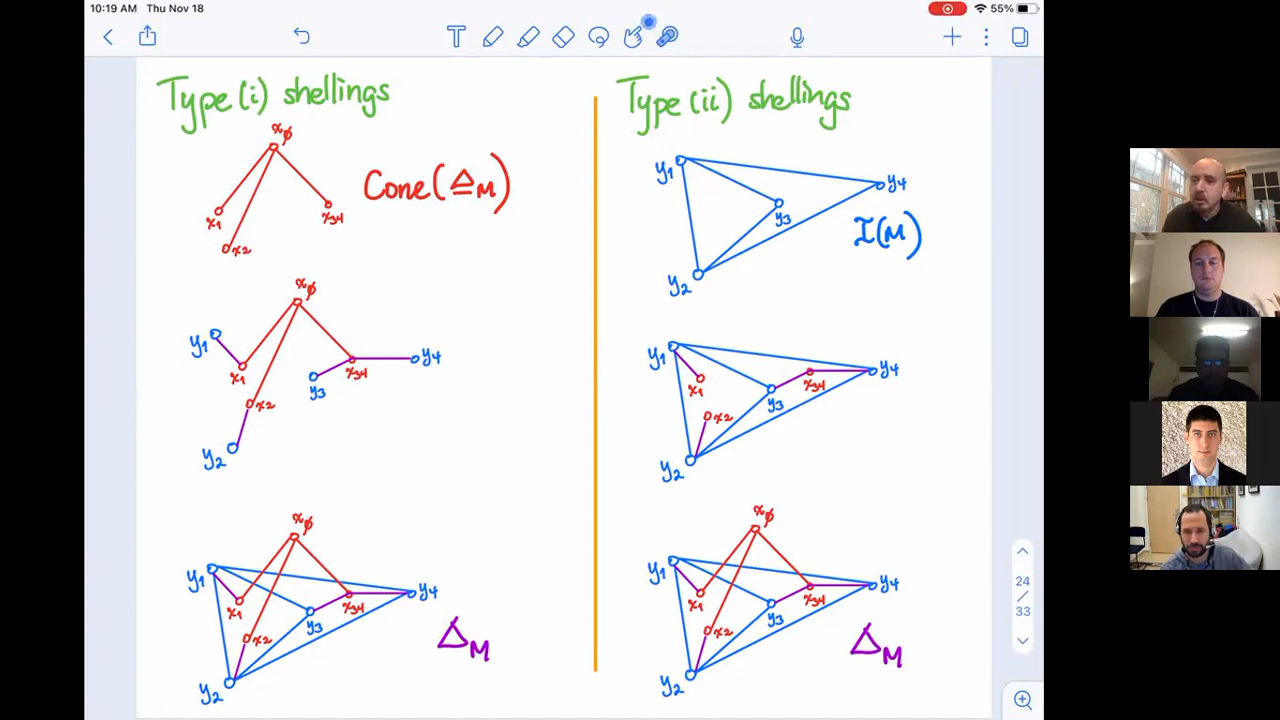 10:19 AM Thu Nov 18
55%
Type (i) shellings
x∅
Cone(Δ̲M)
x1
x34
x2
x∅
y1
x1
x34
y4
y3
x2
y2
x∅
y1
y4
x1
x34
y3
x2
ΔM
y2
Type (ii) shellings
y1
y4
y3
I(M)
y2
y1
x1
x34
y4
y3
x2
y2
x∅
y1
y4
x1
x34
y3
x2
ΔM
y2
24
/
33